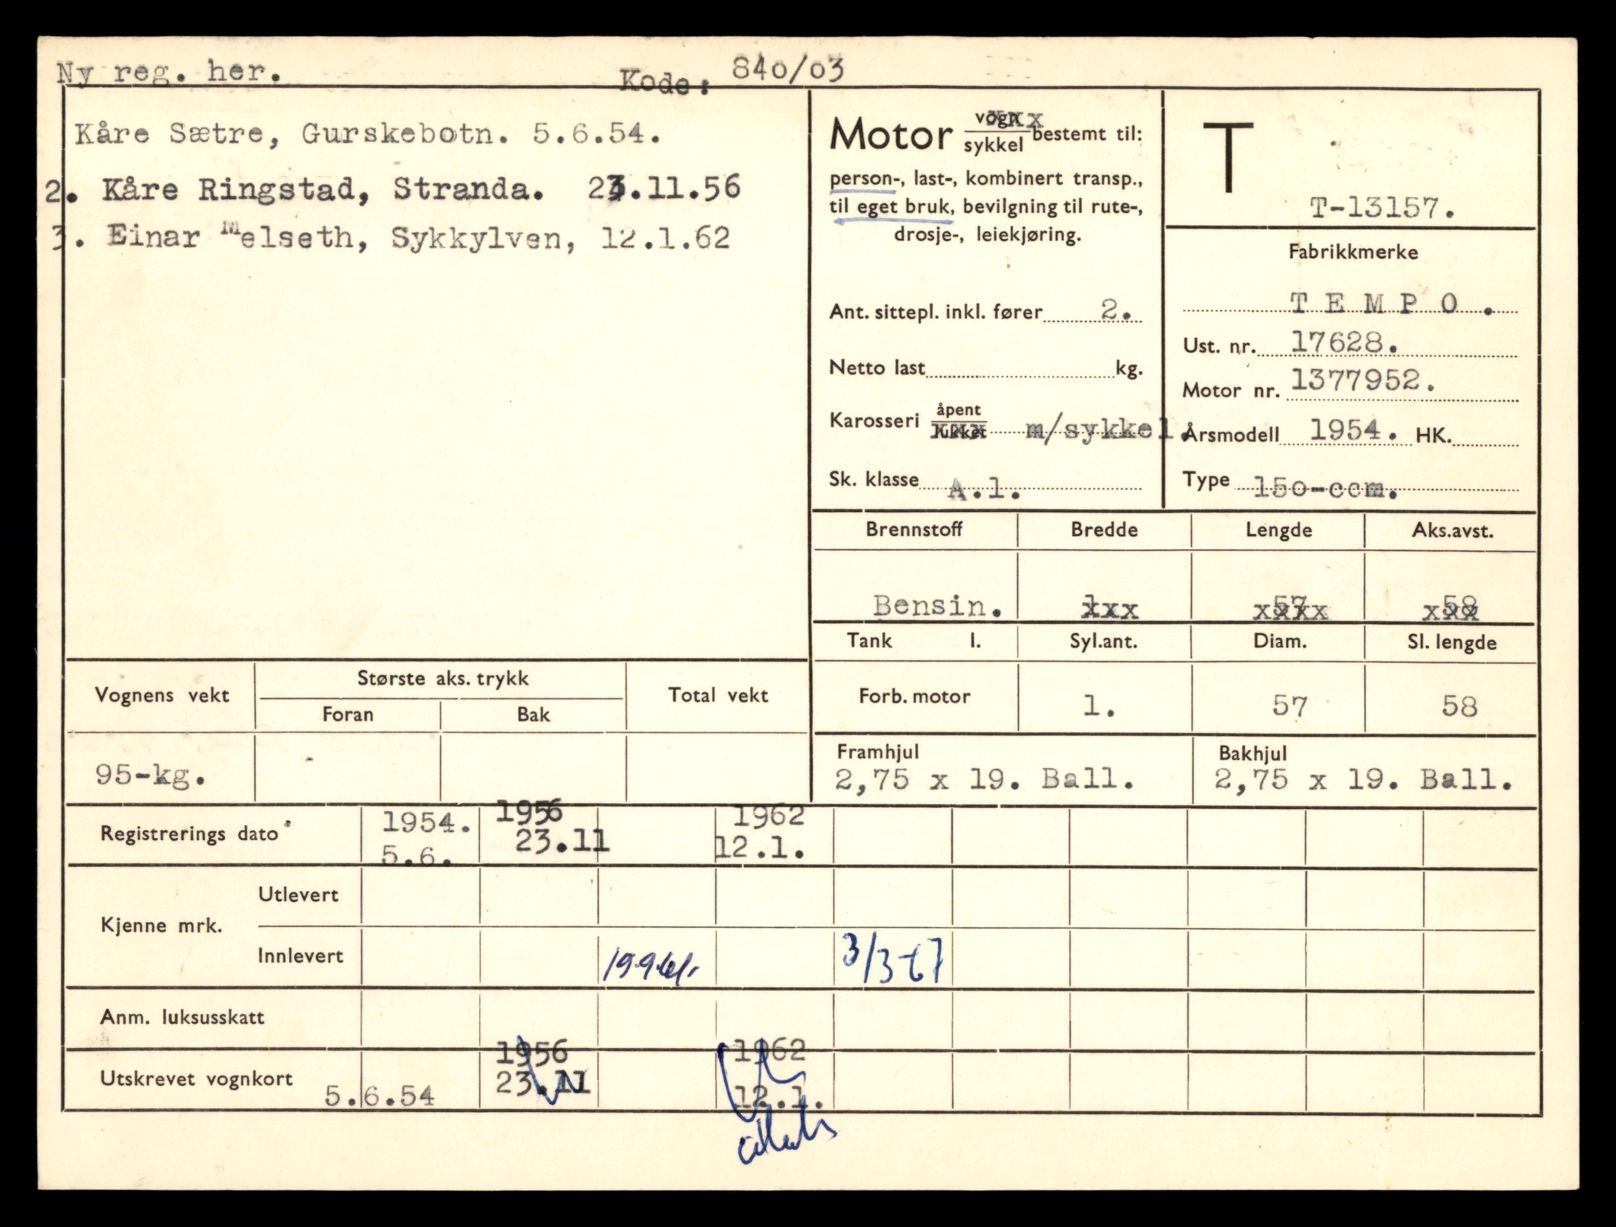 Ny reg. her.
Kode: 840/03
Kåre Sætre, Gurskebotn. 5.6.54.
2. Kåre Ringstad, Stranda. 23.11.56
3. Einar Melseth, Sykkylven, 12.1.62
Motor vogn/sykkel bestemt til:
person-, last-, kombinert transp.,
til eget bruk, bevilgning til rute-,
drosje-, leiekjøring.
Ant. sittepl. inkl. fører 2.
Netto last kg.
Karosseri åpent/lukket m/sykkel.
Sk. klasse A.1.
T
T-13157.
Fabrikkmerke
TEMPO.
Ust. nr. 17628.
Motor nr. 1377952.
Årsmodell 1954. HK.
Type 150-ccm.
Brennstoff Bredde Lengde Aks.avst.
Bensin. xxx xxxx xxx
Tank l. Syl.ant. Diam. Sl. lengde
Forb. motor 1. 57 58
Framhjul Bakhjul
2,75 x 19. Ball. 2,75 x 19. Ball.
Vognens vekt Største aks. trykk Total vekt
Foran Bak
95-kg.
Registrerings dato 1954. 1956 1962
5.6. 23.11 12.1.
Kjenne mrk. Utlevert
Innlevert 3/3-67
Anm. luksusskatt
1956 1962
Utskrevet vognkort 5.6.54 23.11 12.1.